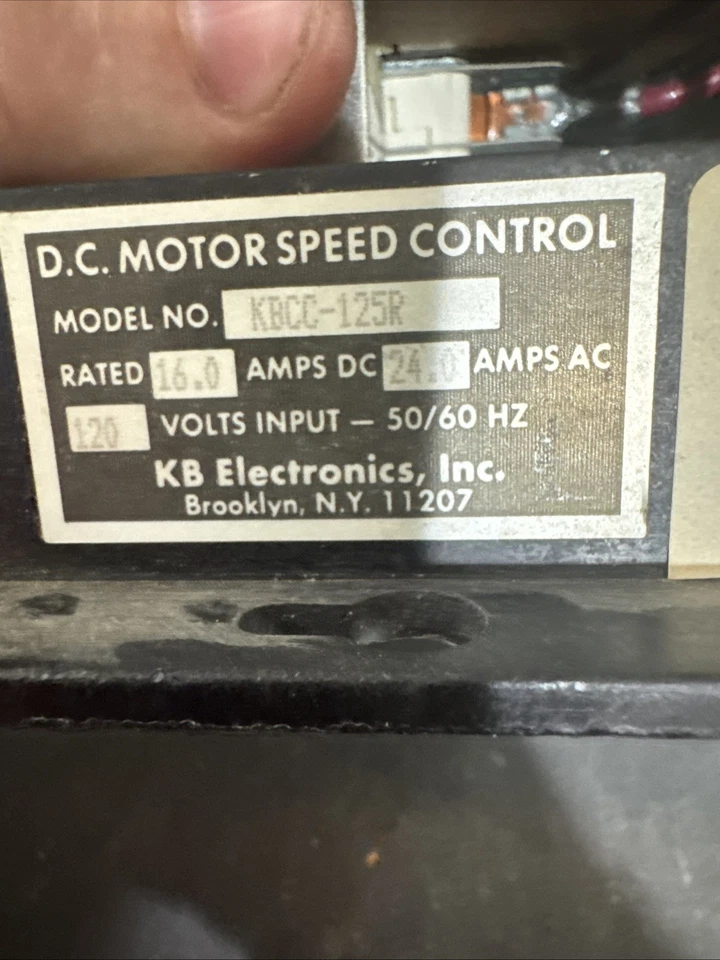 D.C. MOTOR SPEED CONTROL
MODEL NO. KBCC-125R
RATED 16.0 AMPS DC 24.0 AMPS AC
120 VOLTS INPUT — 50/60 HZ
KB Electronics, Inc.
Brooklyn, N.Y. 11207